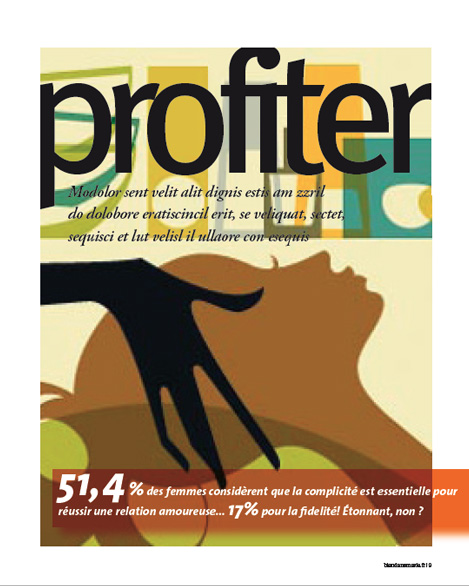 profiter
Modolor sent velit alit dignis estis am zzril
do dolobore eratiscincil erit, se veliquat, sectet,
sequisci et lut velisl il ullaore con esequis
51,4 % des femmes considèrent que la complicité est essentielle pour
réussir une relation amoureuse... 17% pour la fidelité! Étonnant, non ?